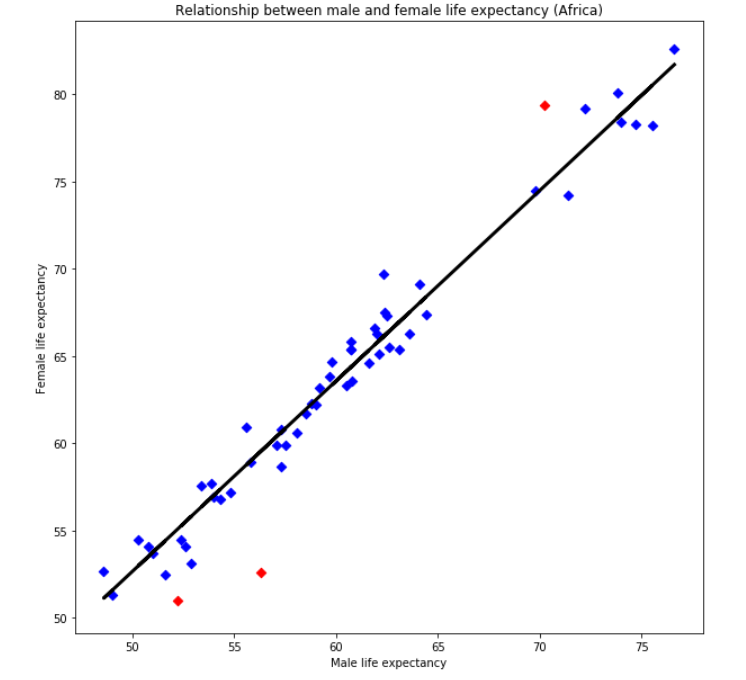 Relationship between male and female life expectancy (Africa)
80
75
70
65
60
55
50
Female life expectancy
50 55 60 65 70 75
Male life expectancy